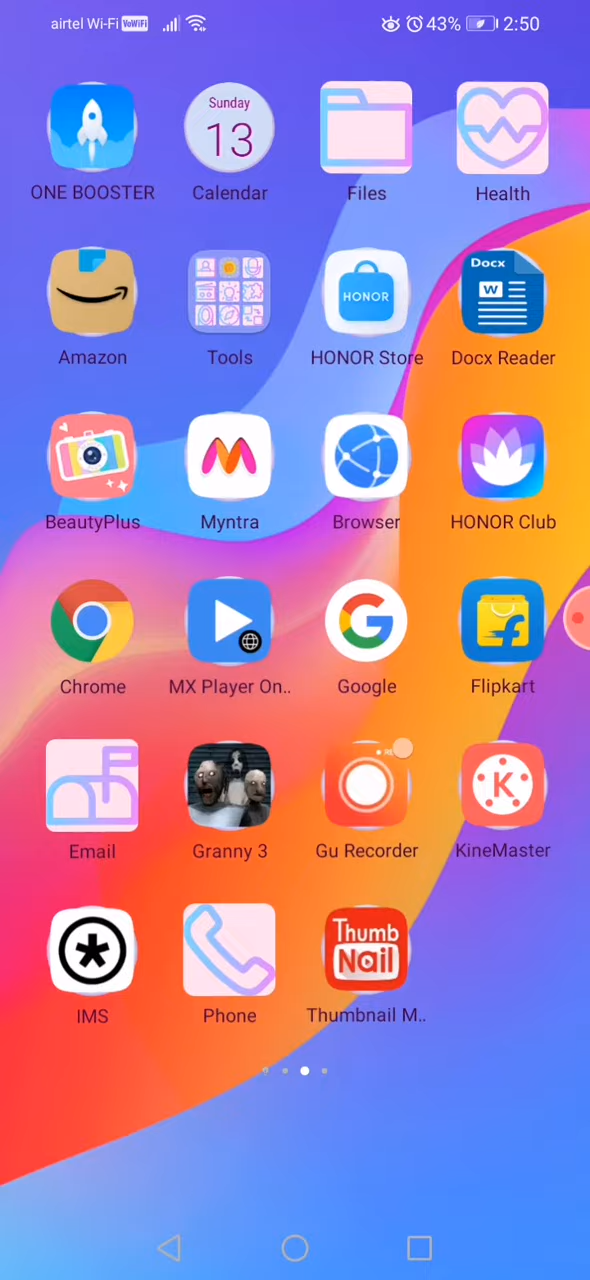 airtel Wi-Fi VoWiFi 43% 2:50
Sunday
13
ONE BOOSTER Calendar Files Health
HONOR
Docx
W
Amazon Tools HONOR Store Docx Reader
BeautyPlus Myntra Browser HONOR Club
Chrome MX Player On.. Google Flipkart
K
Email Granny 3 Gu Recorder KineMaster
Thumb
Nail
IMS Phone Thumbnail M..